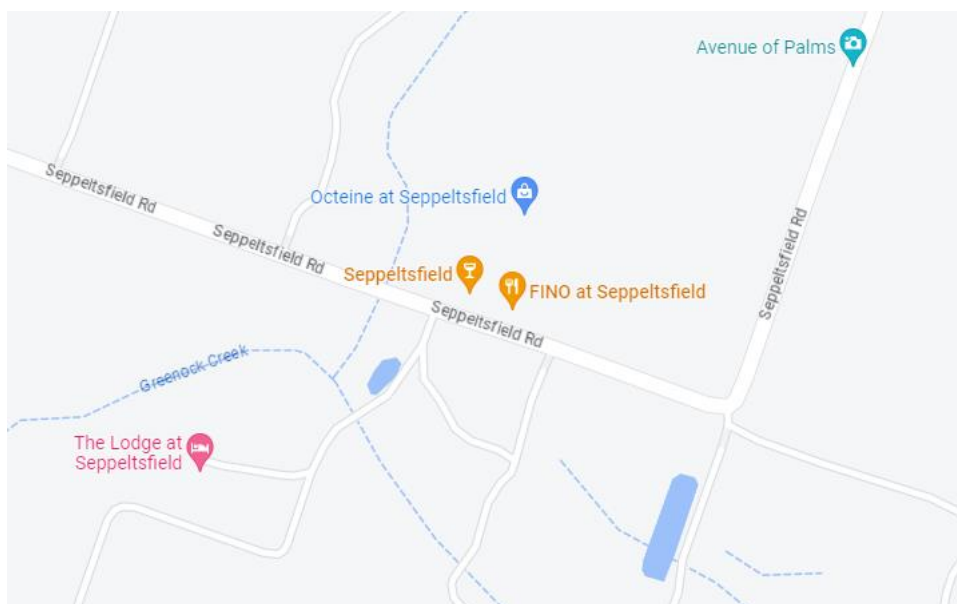 Avenue of Palms
Seppeltsfield Rd
Octeine at Seppeltsfield
Seppeltsfield Rd
Seppeltsfield Rd
Seppeltsfield
FINO at Seppeltsfield
Seppeltsfield Rd
Greenock Creek
The Lodge at
Seppeltsfield